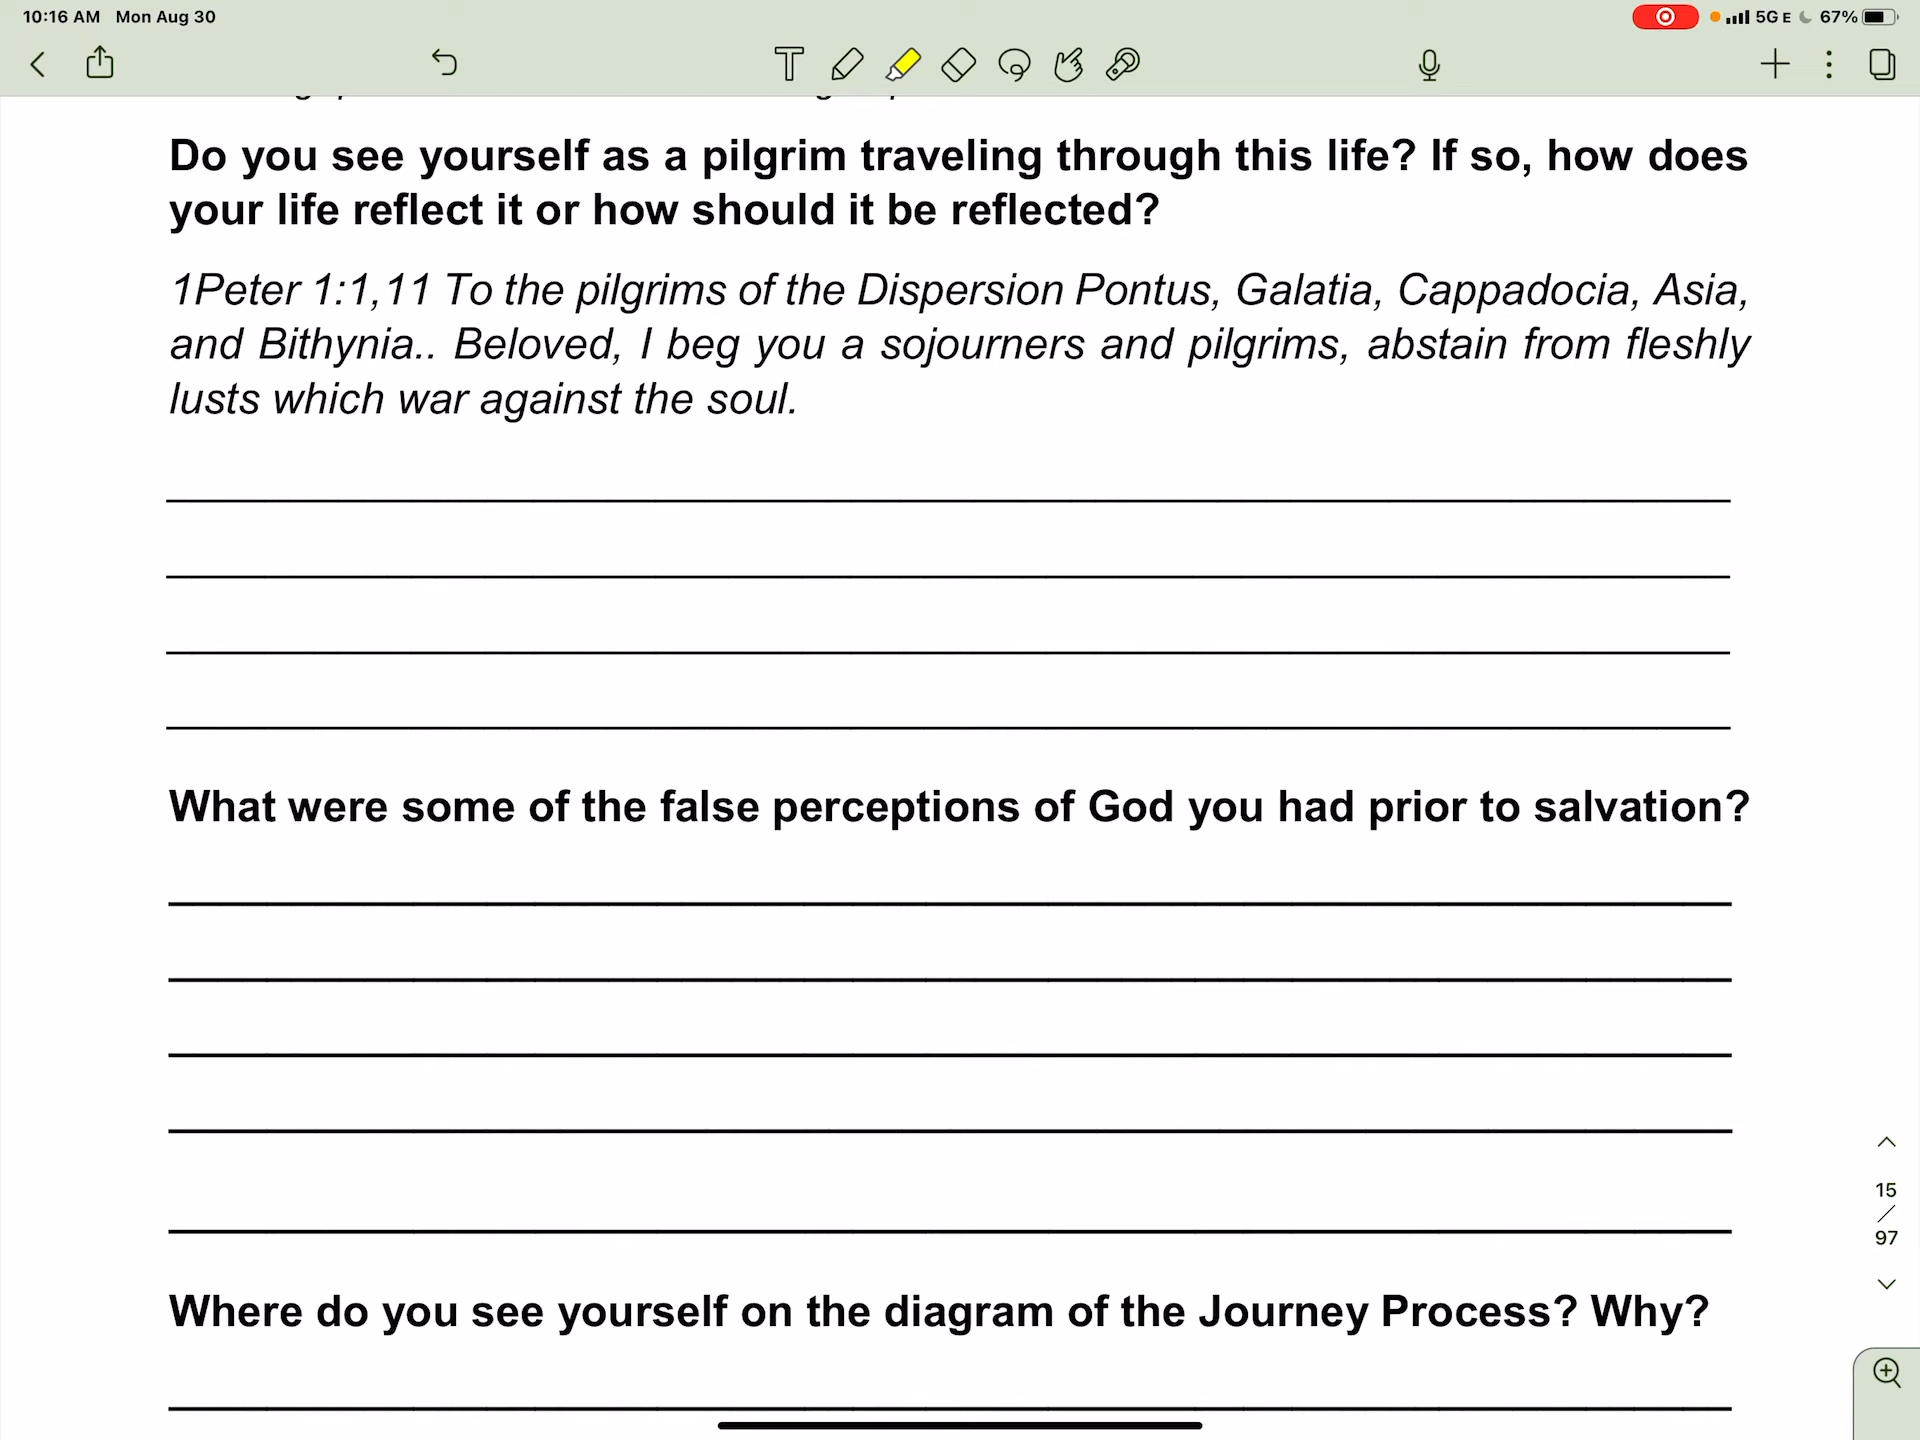 10:16 AM Mon Aug 30
5G E 67%
Do you see yourself as a pilgrim traveling through this life? If so, how does
your life reflect it or how should it be reflected?
1Peter 1:1,11 To the pilgrims of the Dispersion Pontus, Galatia, Cappadocia, Asia,
and Bithynia.. Beloved, I beg you a sojourners and pilgrims, abstain from fleshly
lusts which war against the soul.
What were some of the false perceptions of God you had prior to salvation?
15
/
97
Where do you see yourself on the diagram of the Journey Process? Why?